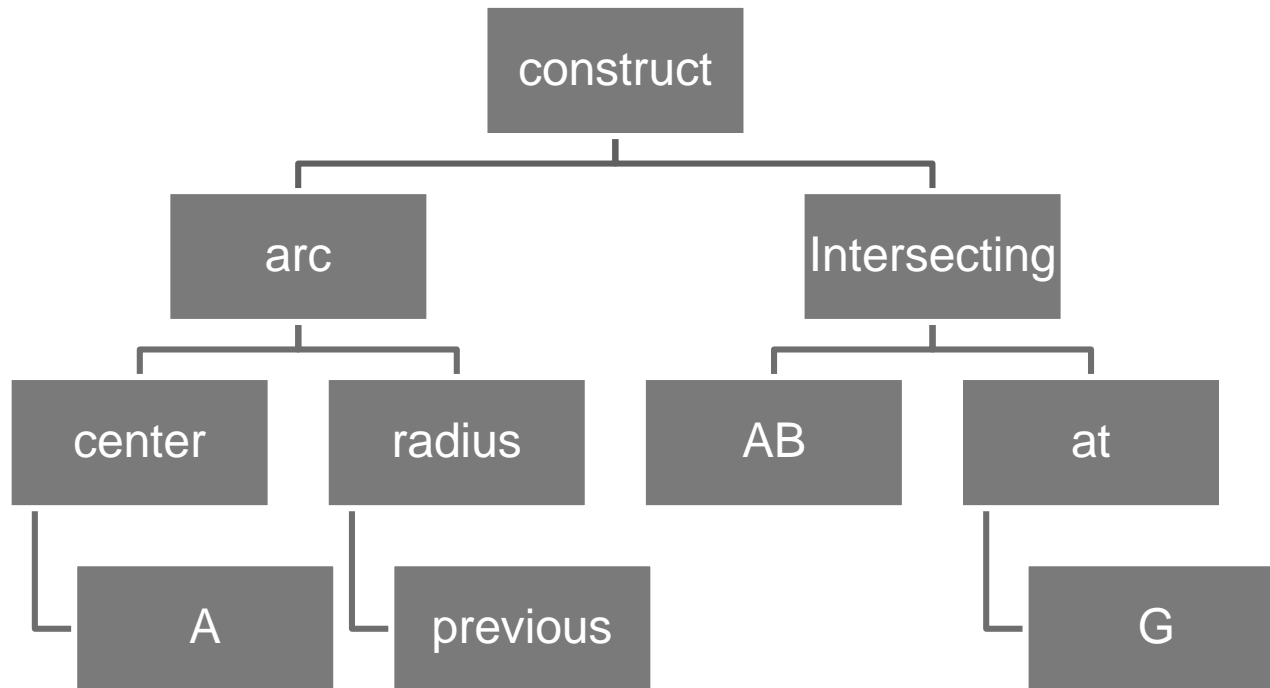 construct
arc
Intersecting
center
radius
AB
at
A
previous
G